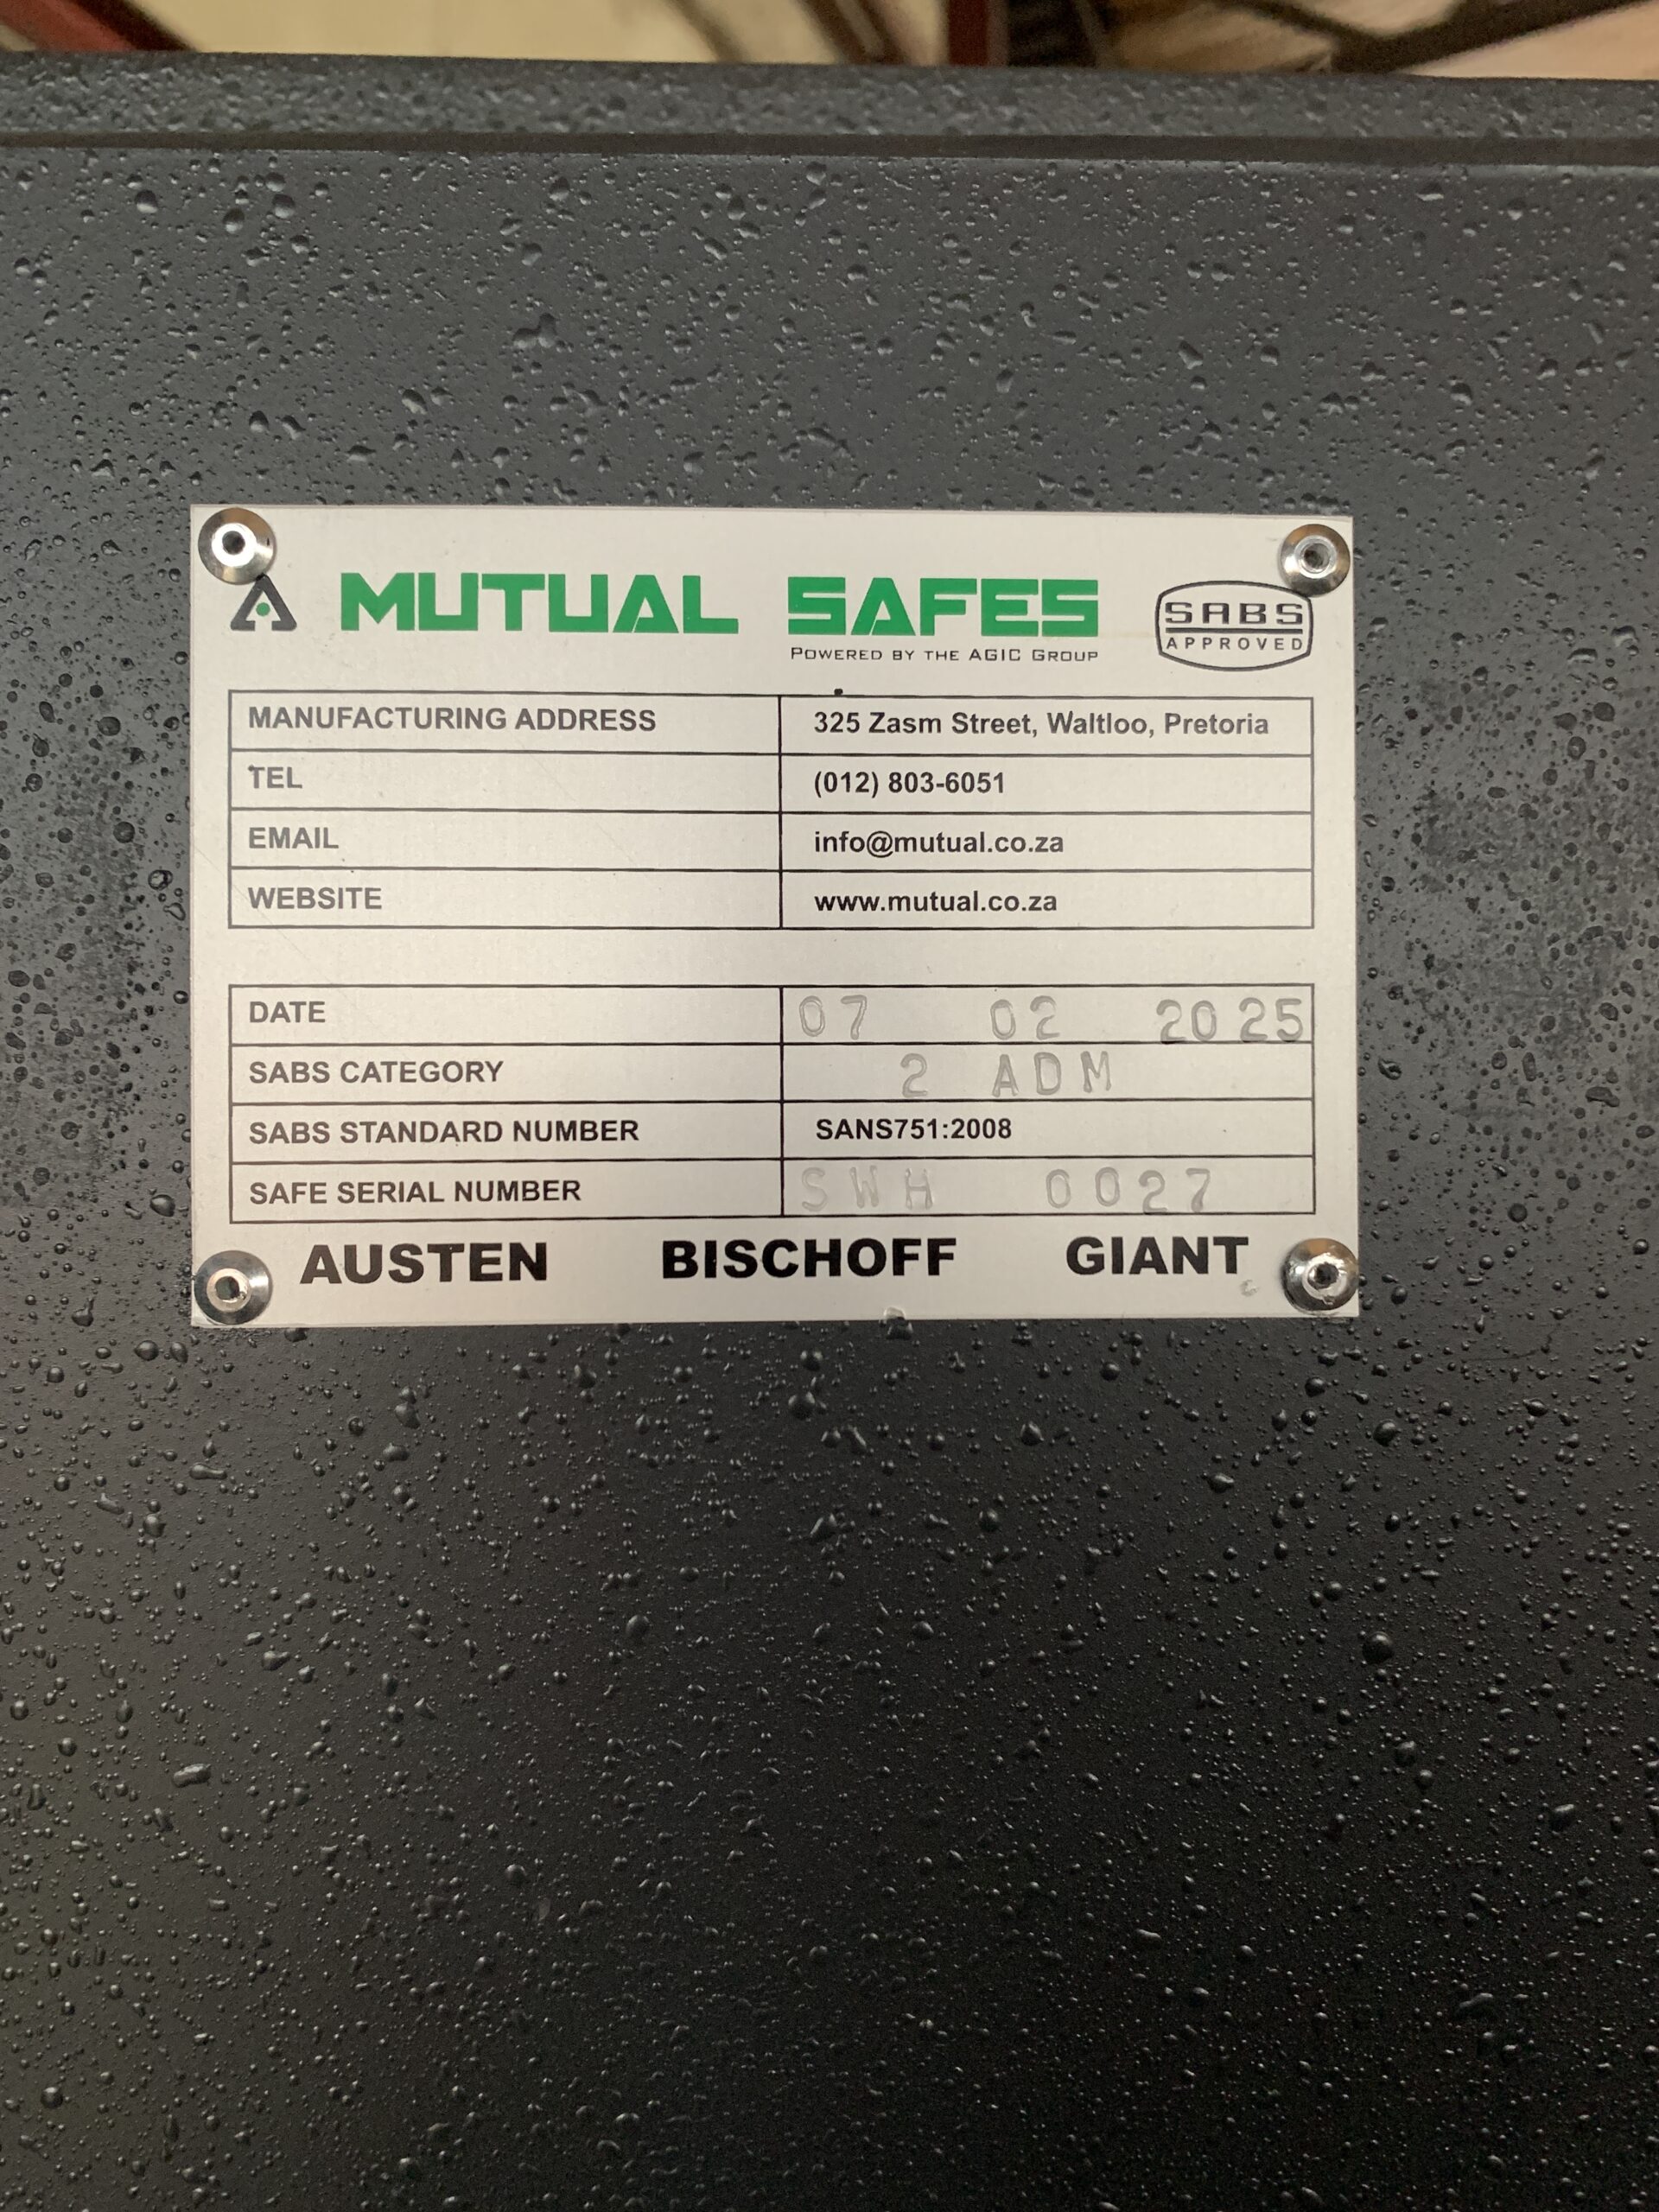 MUTUAL SAFES
POWERED BY THE AGIC GROUP
SABS
APPROVED
MANUFACTURING ADDRESS 325 Zasm Street, Waltloo, Pretoria
TEL (012) 803-6051
EMAIL info@mutual.co.za
WEBSITE www.mutual.co.za
DATE 07 02 2025
SABS CATEGORY 2 ADM
SABS STANDARD NUMBER SANS751:2008
SAFE SERIAL NUMBER SWH 0027
AUSTEN BISCHOFF GIANT